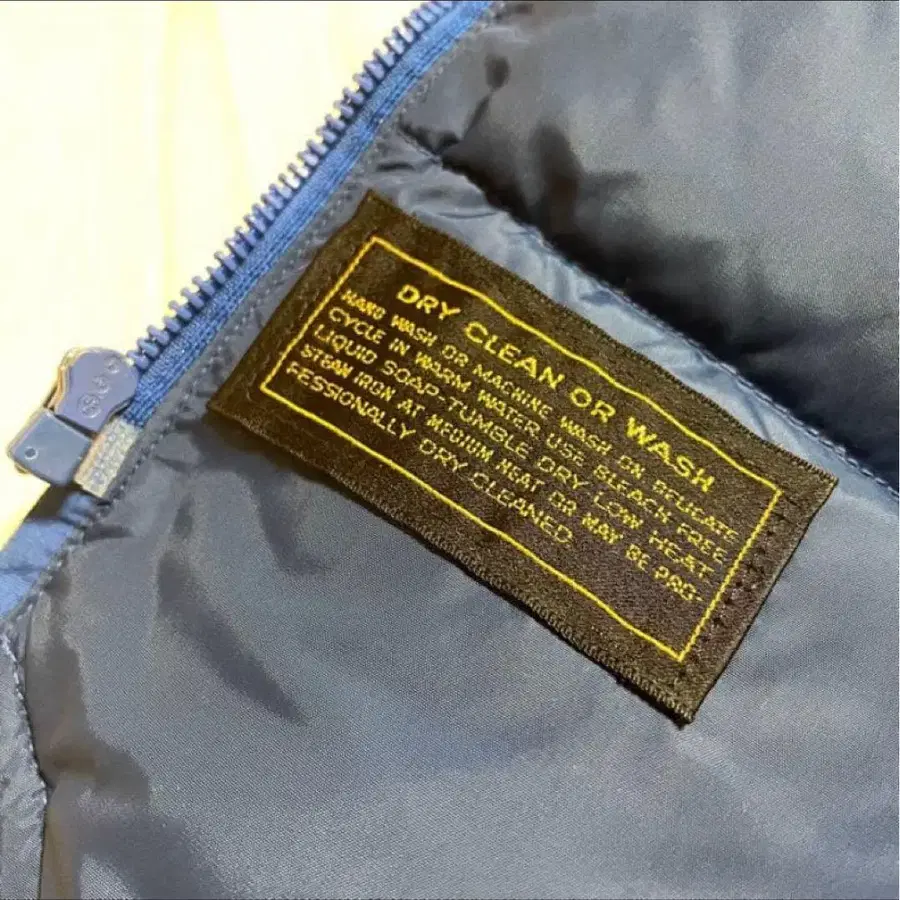 DRY CLEAN OR WASH
HAND WASH OR MACHINE WASH ON DELICATE
CYCLE IN WARM WATER USE BLEACH FREE
LIQUID SOAP-TUMBLE DRY LOW HEAT
STEAM IRON AT MEDIUM HEAT OR MAY BE PRO-
FESSIONALLY DRY-CLEANED